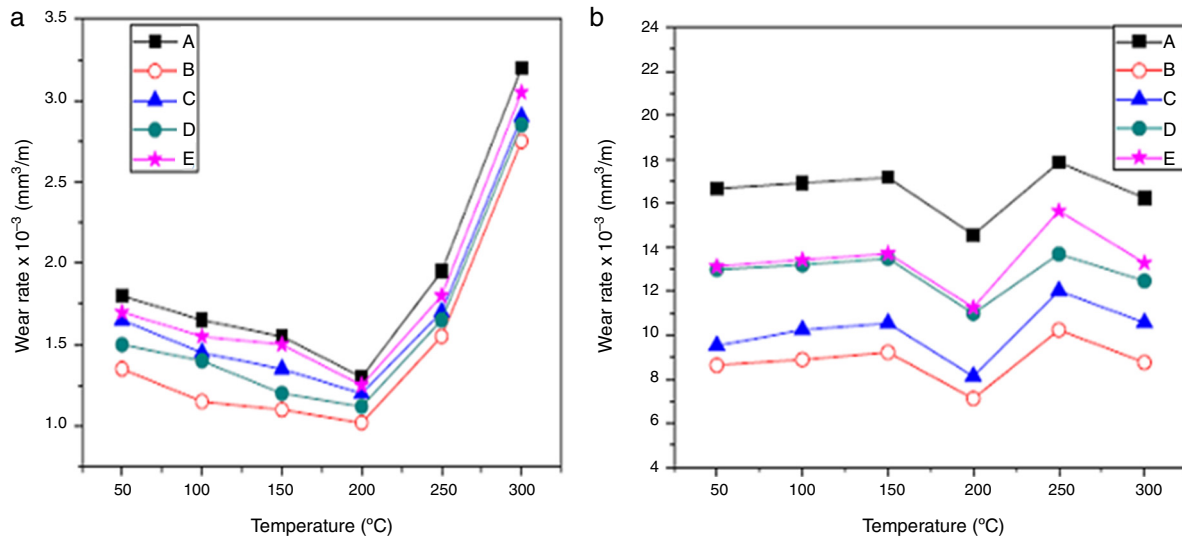 a
3.5
3.0
2.5
2.0
1.5
1.0
Wear rate x 10⁻³ (mm³/m)
A
B
C
D
E
50 100 150 200 250 300
Temperature (ºC)
b
24
22
20
18
16
14
12
10
8
6
4
Wear rate x 10⁻³ (mm³/m)
A
B
C
D
E
50 100 150 200 250 300
Temperature (ºC)